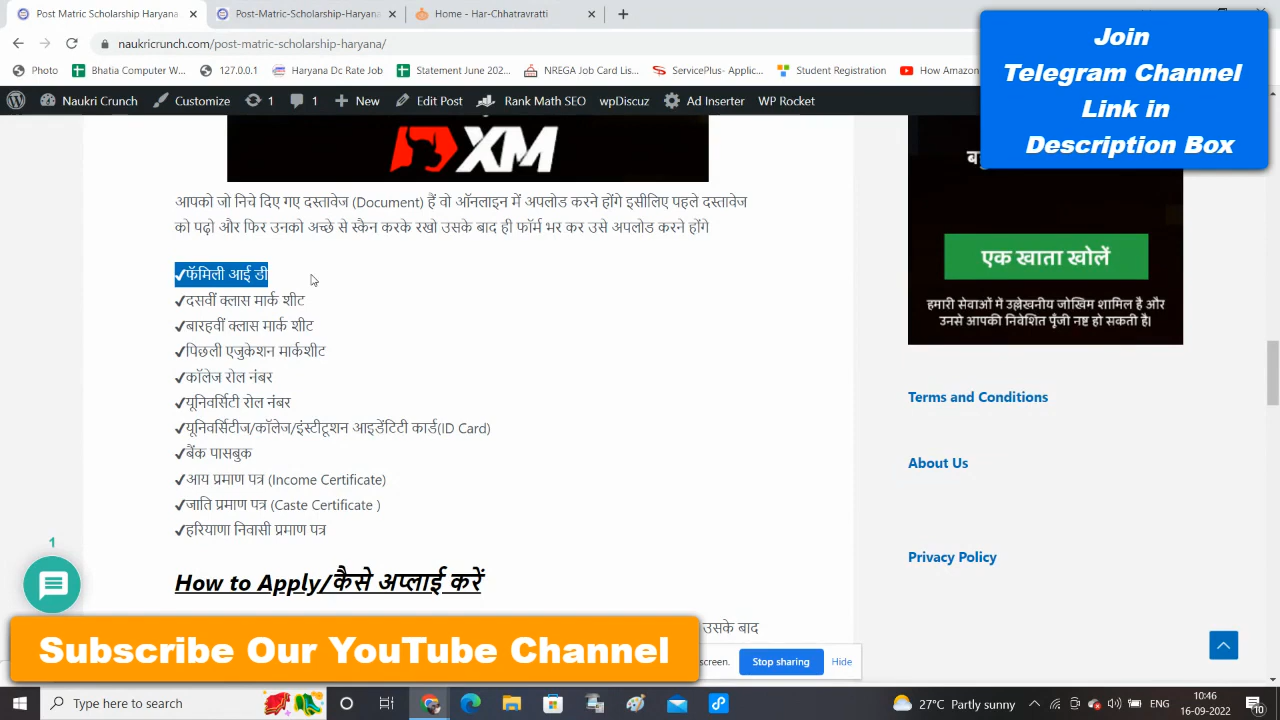 Post Matric Scholarship Haryana
Post-Matric-Scholarship-Haryana
Home - Har-Chhatravratti
naukricrunch.com/post-matric-scholarship-haryana/
Photo
Bhatia Computer W...
127.0.0.1
Haryana Dc Rate Job
Statement June 202...
NREGA Job Card Lis...
ServicePlus- Applic...
Student Registration
How Amazon
Naukri Crunch
Customize
1
1
New
Edit Post
Rank Math SEO
wpDiscuz
Ad Inserter
WP Rocket
Join
Telegram Channel
Link in
Description Box
XM
आपको जो निचे दिए गए दस्तावेज (Document) हैं वो ऑनलाइन में अपलोड करने होंगे इसीलिए पहले दस्तावेज
को पढ़ो और फिर उनको अच्छे से स्कैन करके रखो उसके बाद ही फॉर्म भर कर उसे अपलोड करने होंगे
✔फॅमिली आई डी
✔दसवीं क्लास मार्क शीट
✔बारहवीं क्लास मार्क शीट
✔पिछली एजुकेशन मार्कशीट
✔कॉलेज रोल नंबर
✔यूनिवर्सिटी रोल नंबर
✔यूनिवर्सिटीज/कॉलेज/इंस्टीटूशन आइडेंटिटी कार्ड(ID Card)
✔बैंक पासबुक
✔आय प्रमाण पत्र (Income Certificate)
✔जाति प्रमाण पत्र (Caste Certificate )
✔हरियाणा निवासी प्रमाण पत्र
How to Apply/कैसे अप्लाई करें
उसके बाद
एक खाता खोलें
हमारी सेवाओं में उल्लेखनीय जोखिम शामिल है और
उनसे आपकी निवेशित पूँजी नष्ट हो सकती है।
Terms and Conditions
About Us
Privacy Policy
1
Subscribe Our YouTube Channel
screen.
Stop sharing
Hide
Type here to search
27°C Partly sunny
ENG
10:46
16-09-2022
10